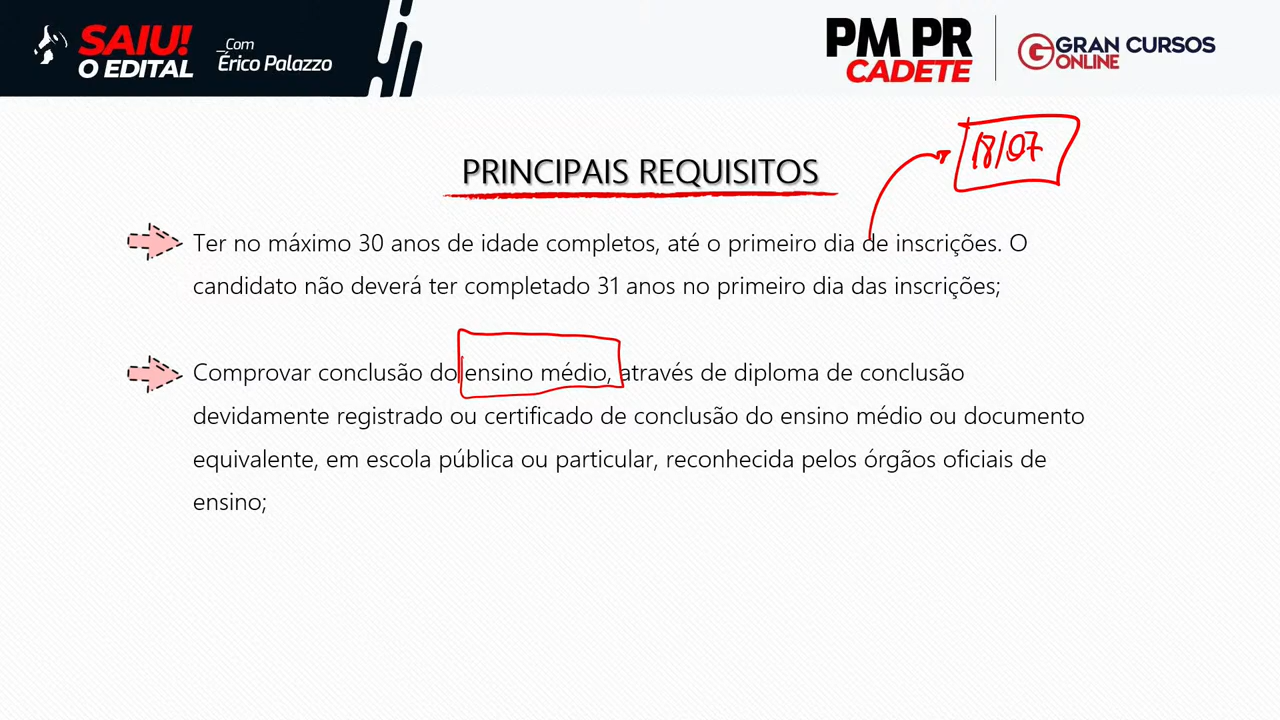 SAIU!
O EDITAL
_Com
Érico Palazzo
PM PR
CADETE
GRAN CURSOS
ONLINE
18/07
PRINCIPAIS REQUISITOS
Ter no máximo 30 anos de idade completos, até o primeiro dia de inscrições. O
candidato não deverá ter completado 31 anos no primeiro dia das inscrições;
Comprovar conclusão do ensino médio, através de diploma de conclusão
devidamente registrado ou certificado de conclusão do ensino médio ou documento
equivalente, em escola pública ou particular, reconhecida pelos órgãos oficiais de
ensino;